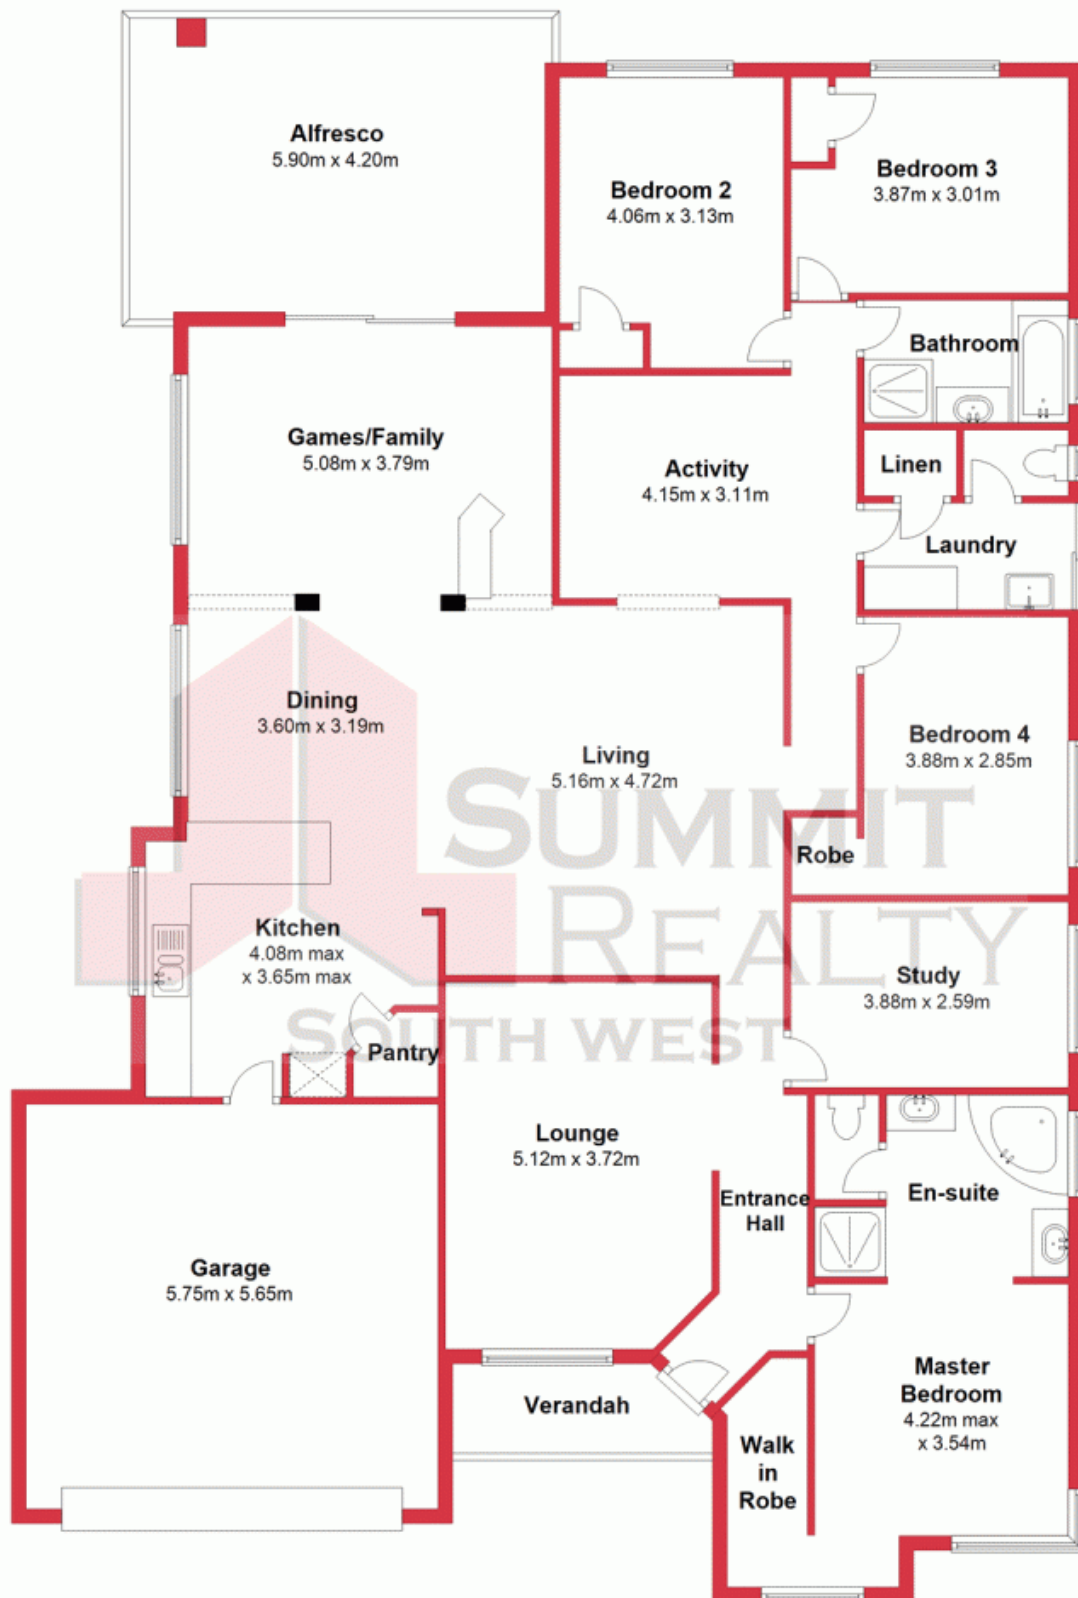 Alfresco
5.90m x 4.20m
Bedroom 2
4.06m x 3.13m
Bedroom 3
3.87m x 3.01m
Bathroom
Games/Family
5.08m x 3.79m
Activity
4.15m x 3.11m
Linen
Laundry
Dining
3.60m x 3.19m
Living
5.16m x 4.72m
Bedroom 4
3.88m x 2.85m
SUMMIT
REALTY
SOUTH WEST
Robe
Kitchen
4.08m max
x 3.65m max
Study
3.88m x 2.59m
Pantry
Lounge
5.12m x 3.72m
Entrance
Hall
En-suite
Garage
5.75m x 5.65m
Master
Bedroom
4.22m max
x 3.54m
Verandah
Walk
in
Robe